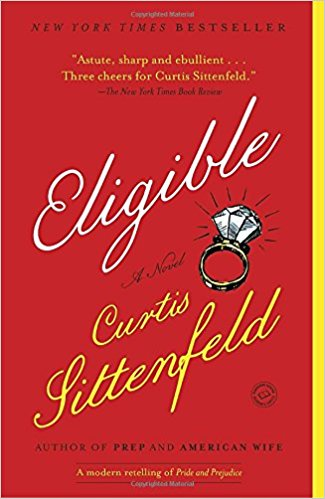 NEW YORK TIMES BESTSELLER
"Astute, sharp and ebullient . . .
Three cheers for Curtis Sittenfeld."
—The New York Times Book Review
Eligible
A Novel
Curtis
Sittenfeld
AUTHOR OF PREP AND AMERICAN WIFE
A modern retelling of Pride and Prejudice